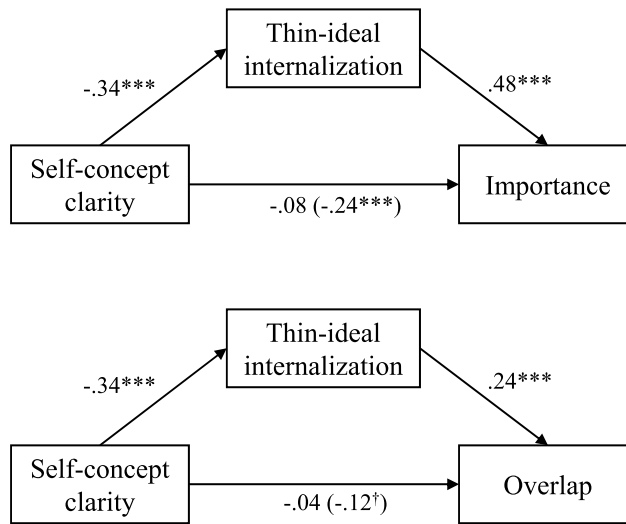 Thin-ideal
internalization
-.34***
.48***
Self-concept
clarity
Importance
-.08 (-.24***)
Thin-ideal
internalization
-.34***
.24***
Self-concept
clarity
Overlap
-.04 (-.12†)